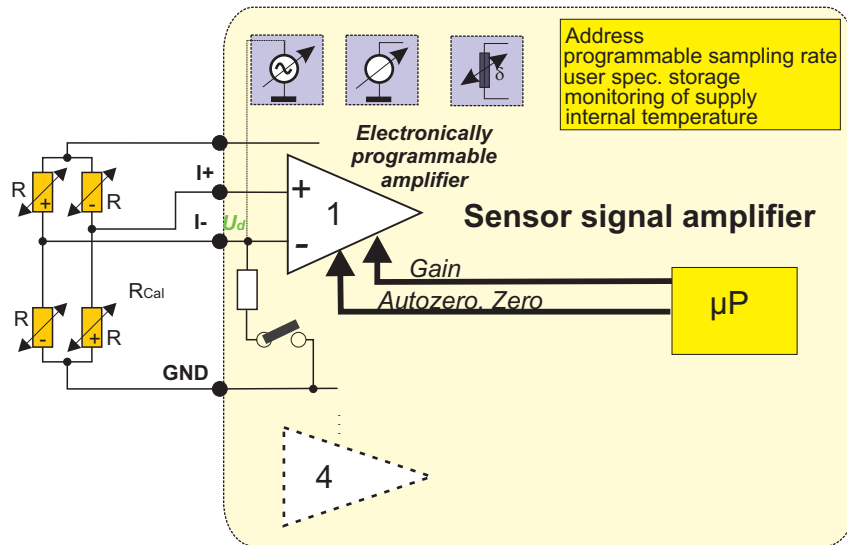 Address
programmable sampling rate
user spec. storage
monitoring of supply
internal temperature
δ
Electronically
programmable
amplifier
I+
R
+
-
R
+
1
Sensor signal amplifier
I-
Ud
-
Gain
RCal
Autozero, Zero
µP
R
-
+
R
GND
4